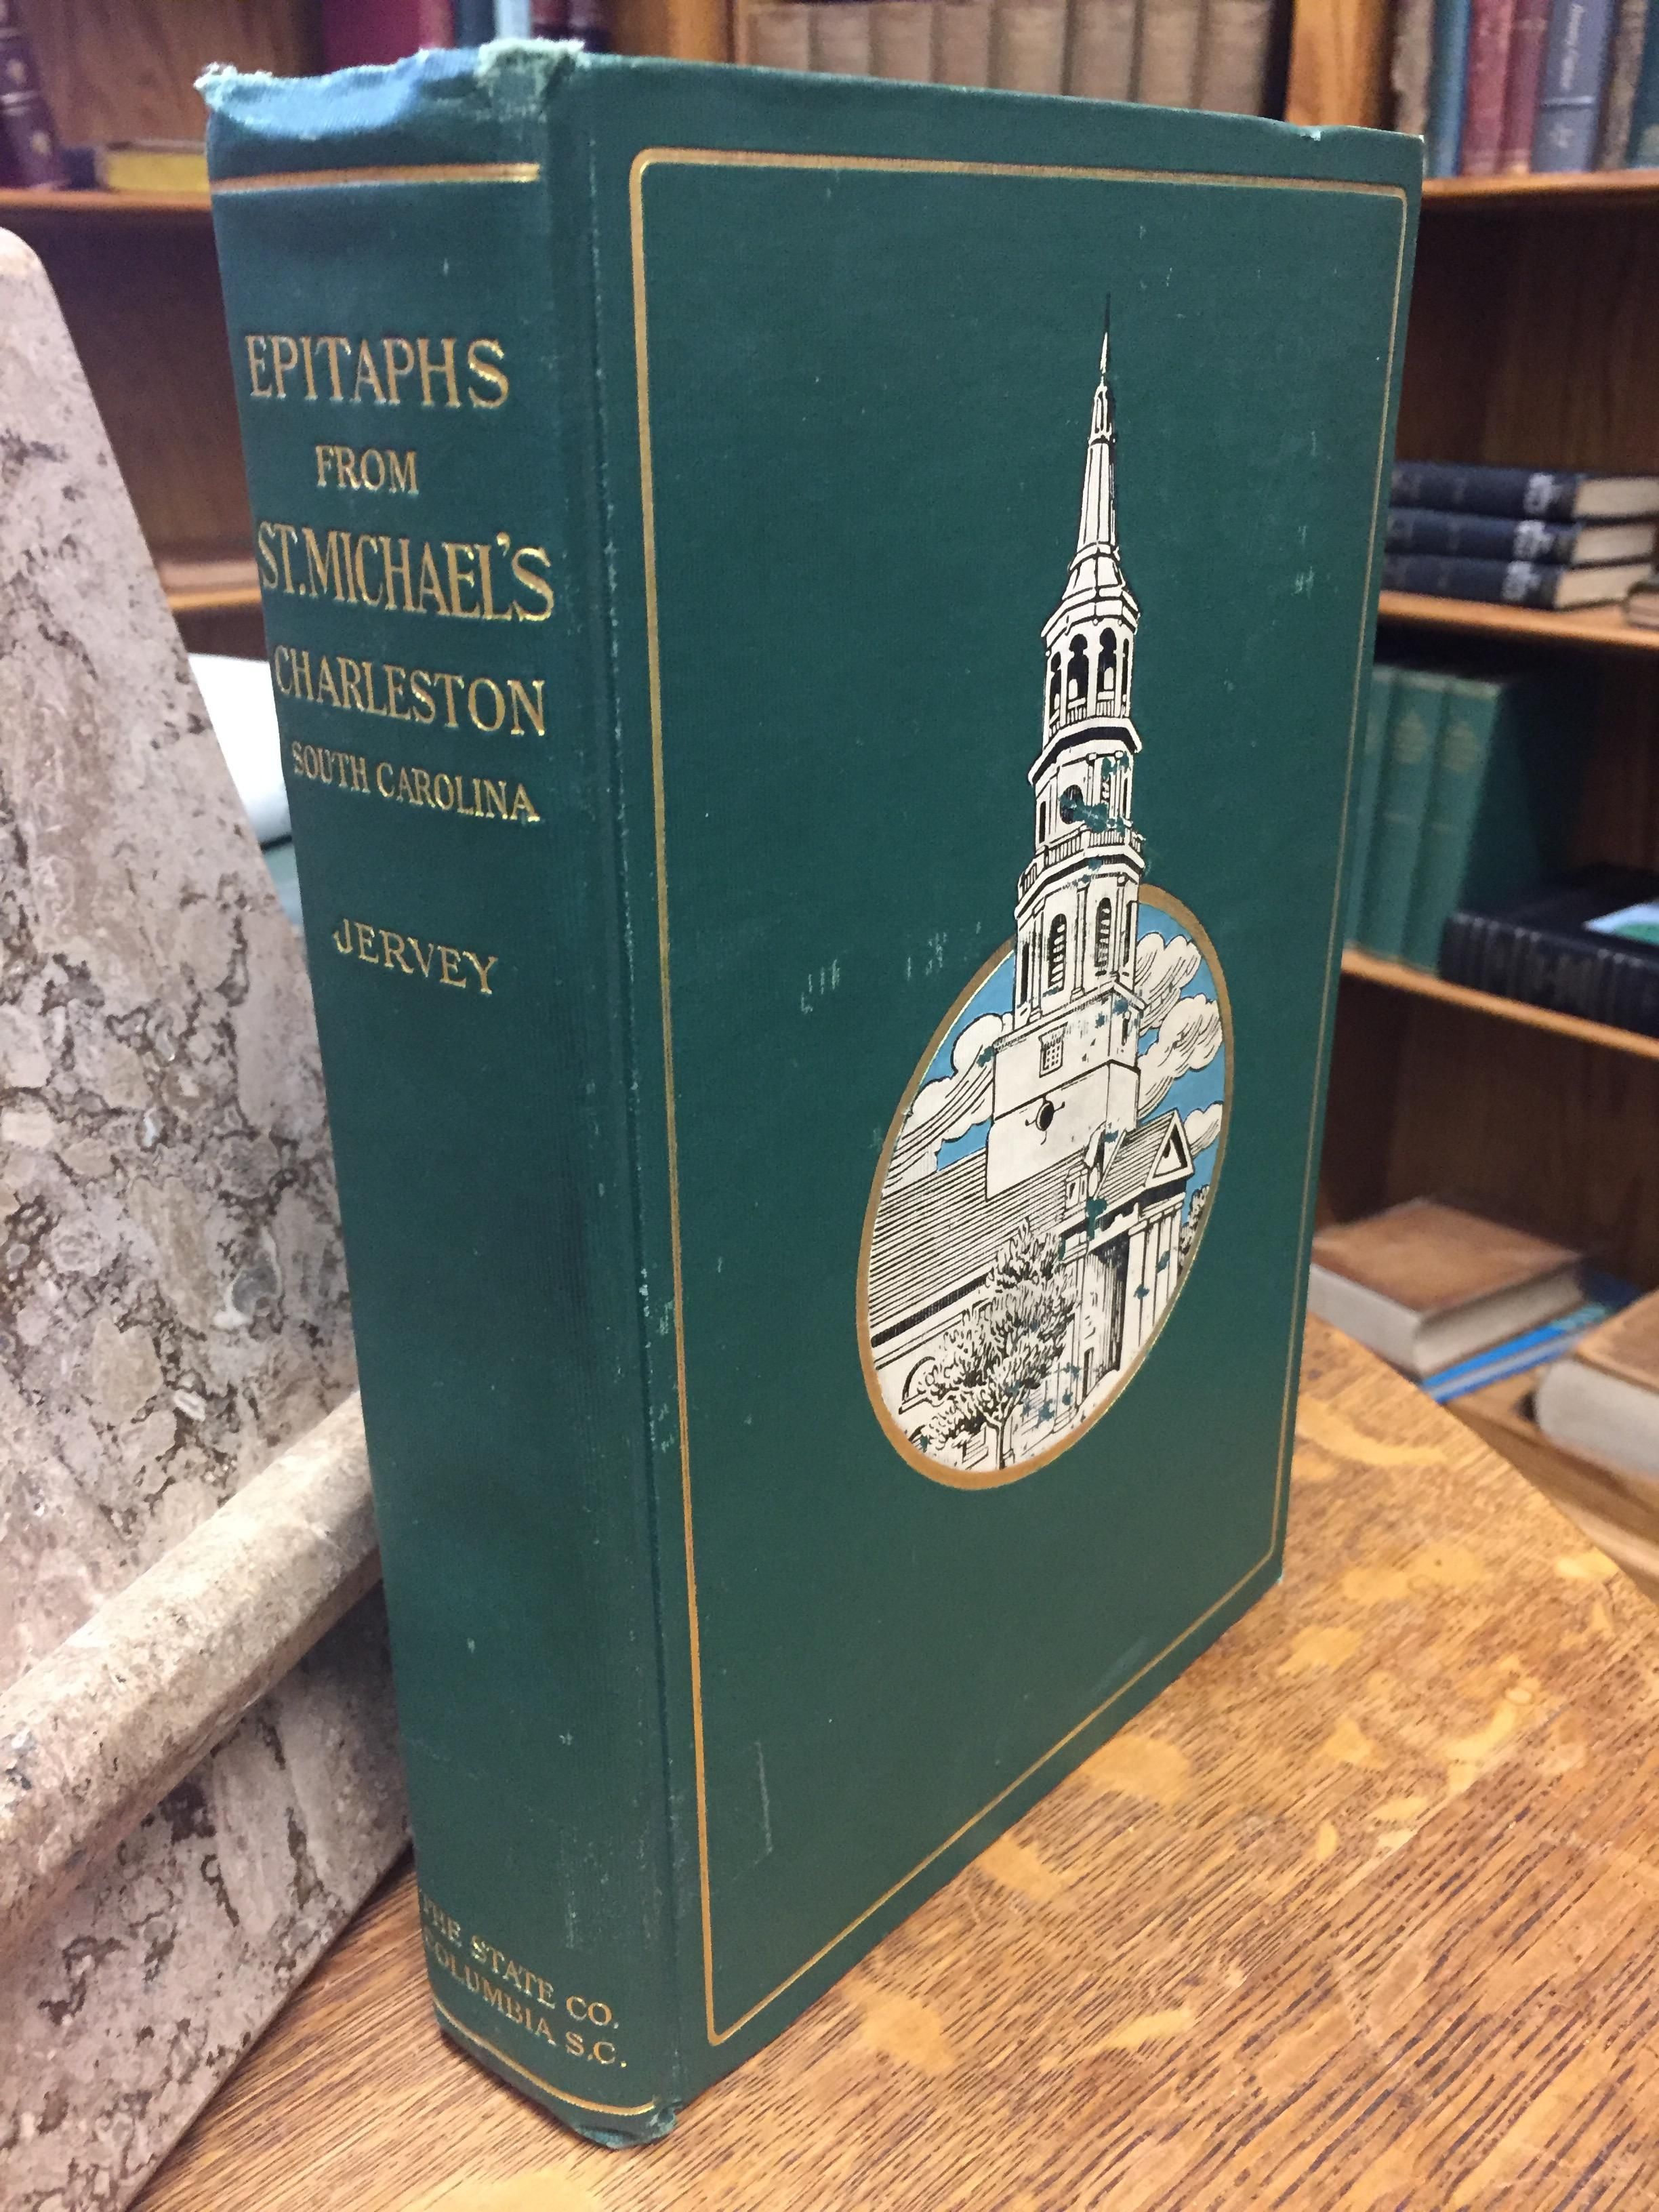 EPITAPHS
FROM
ST. MICHAEL'S
CHARLESTON
SOUTH CAROLINA
JERVEY
THE STATE CO.
COLUMBIA S.C.